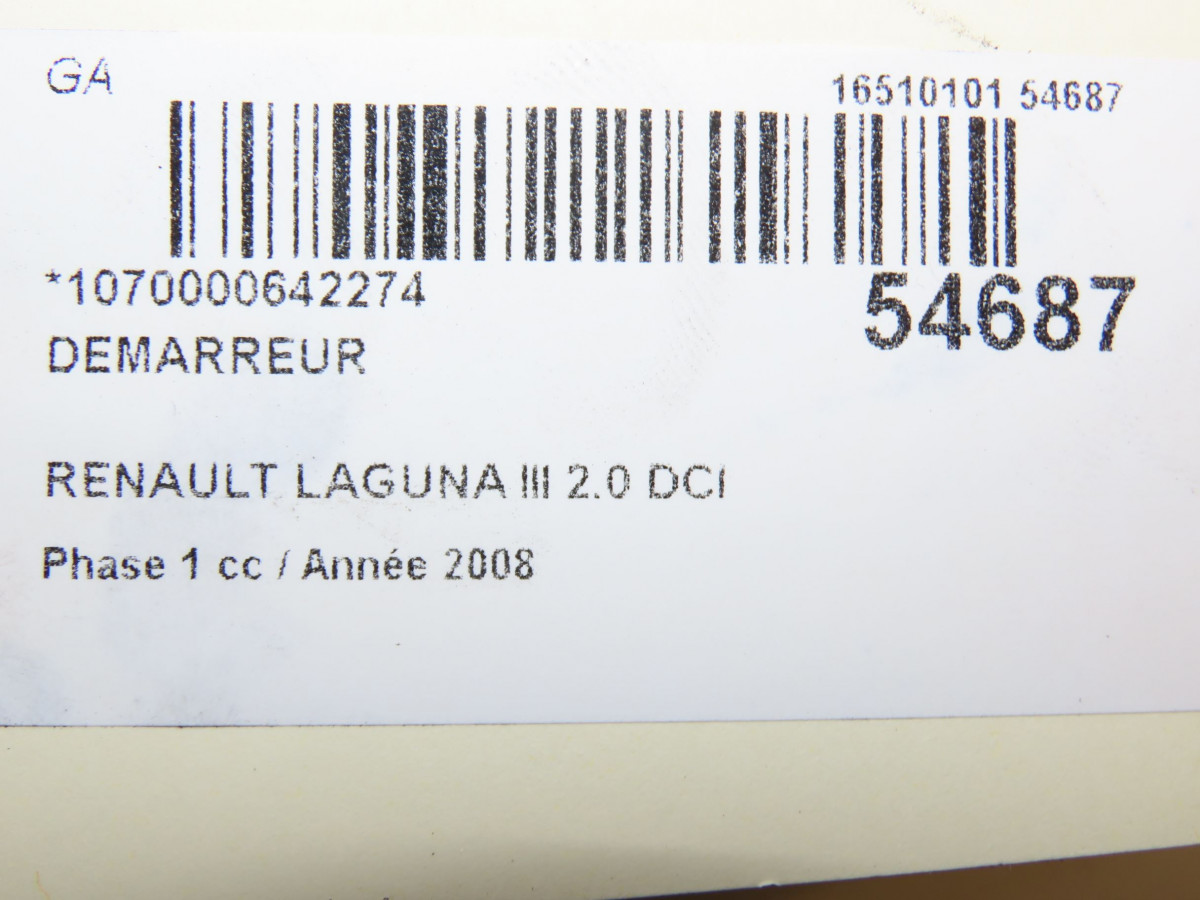 GA
16510101 54687
*1070000642274
54687
DEMARREUR
RENAULT LAGUNA III 2.0 DCI
Phase 1 cc / Année 2008